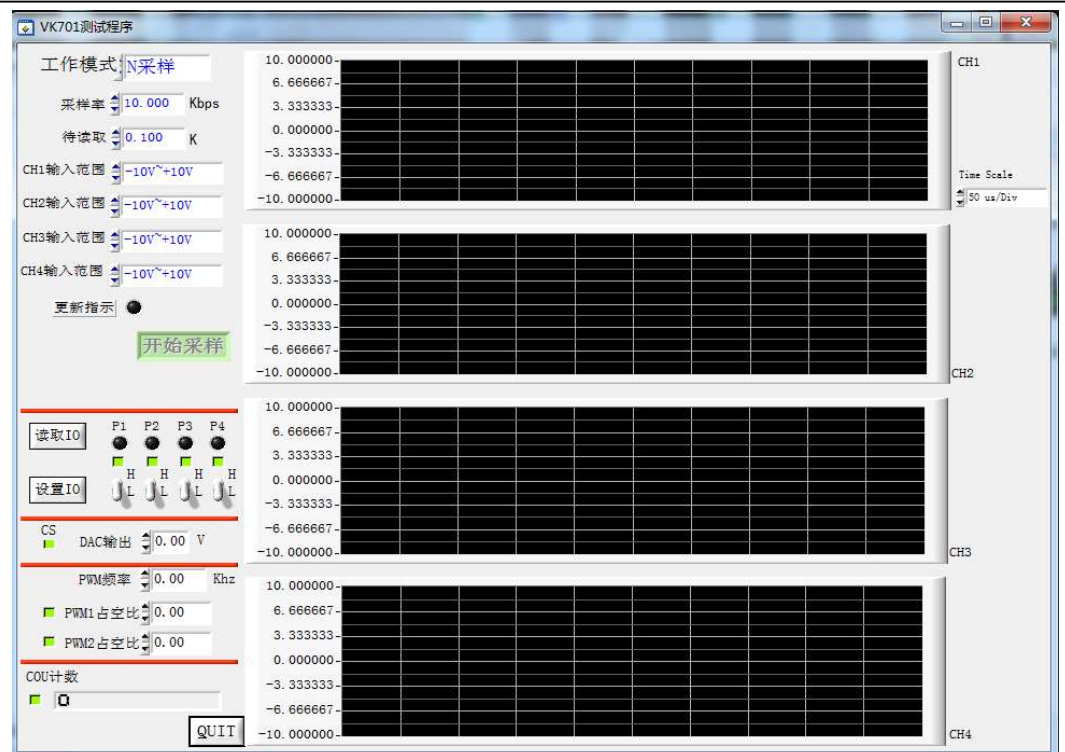 VK701测试程序
工作模式 N采样
采样率 10.000 Kbps
待读取 0.100 K
CH1输入范围 -10V~+10V
CH2输入范围 -10V~+10V
CH3输入范围 -10V~+10V
CH4输入范围 -10V~+10V
更新指示
开始采样
读取IO
P1 P2 P3 P4
H H H H
设置IO
L L L L
CS
DAC输出 0.00 V
PWM频率 0.00 Khz
PWM1占空比 0.00
PWM2占空比 0.00
COU计数
0
QUIT
10.000000
6.666667
3.333333
0.000000
-3.333333
-6.666667
-10.000000
CH1
Time Scale
50 us/Div
10.000000
6.666667
3.333333
0.000000
-3.333333
-6.666667
-10.000000
CH2
10.000000
6.666667
3.333333
0.000000
-3.333333
-6.666667
-10.000000
CH3
10.000000
6.666667
3.333333
0.000000
-3.333333
-6.666667
-10.000000
CH4